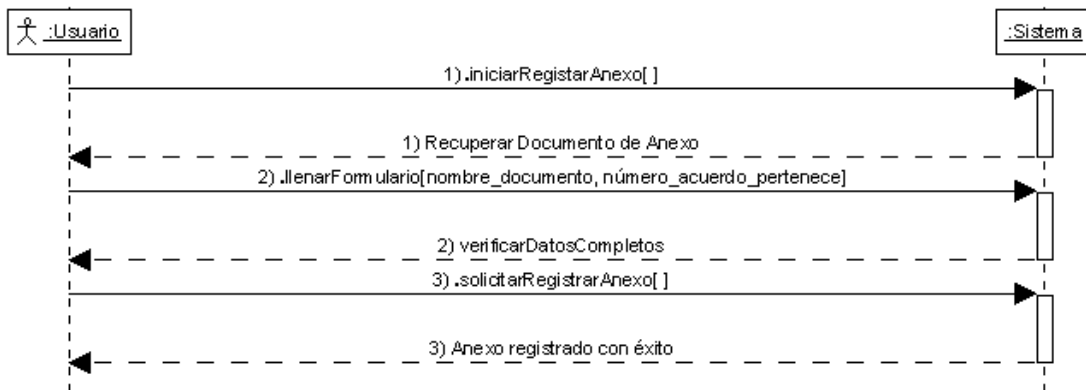 :Usuario
:Sistema
1) .iniciarRegistarAnexo[ ]
1) Recuperar Documento de Anexo
2) .llenarFormulario[nombre_documento, número_acuerdo_pertenece]
2) verificarDatosCompletos
3) .solicitarRegistrarAnexo[ ]
3) Anexo registrado con éxito